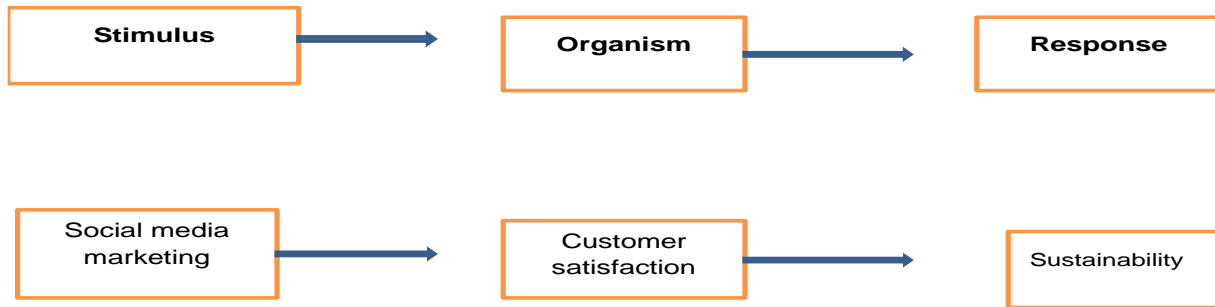 Stimulus
Organism
Response
Social media
marketing
Customer
satisfaction
Sustainability